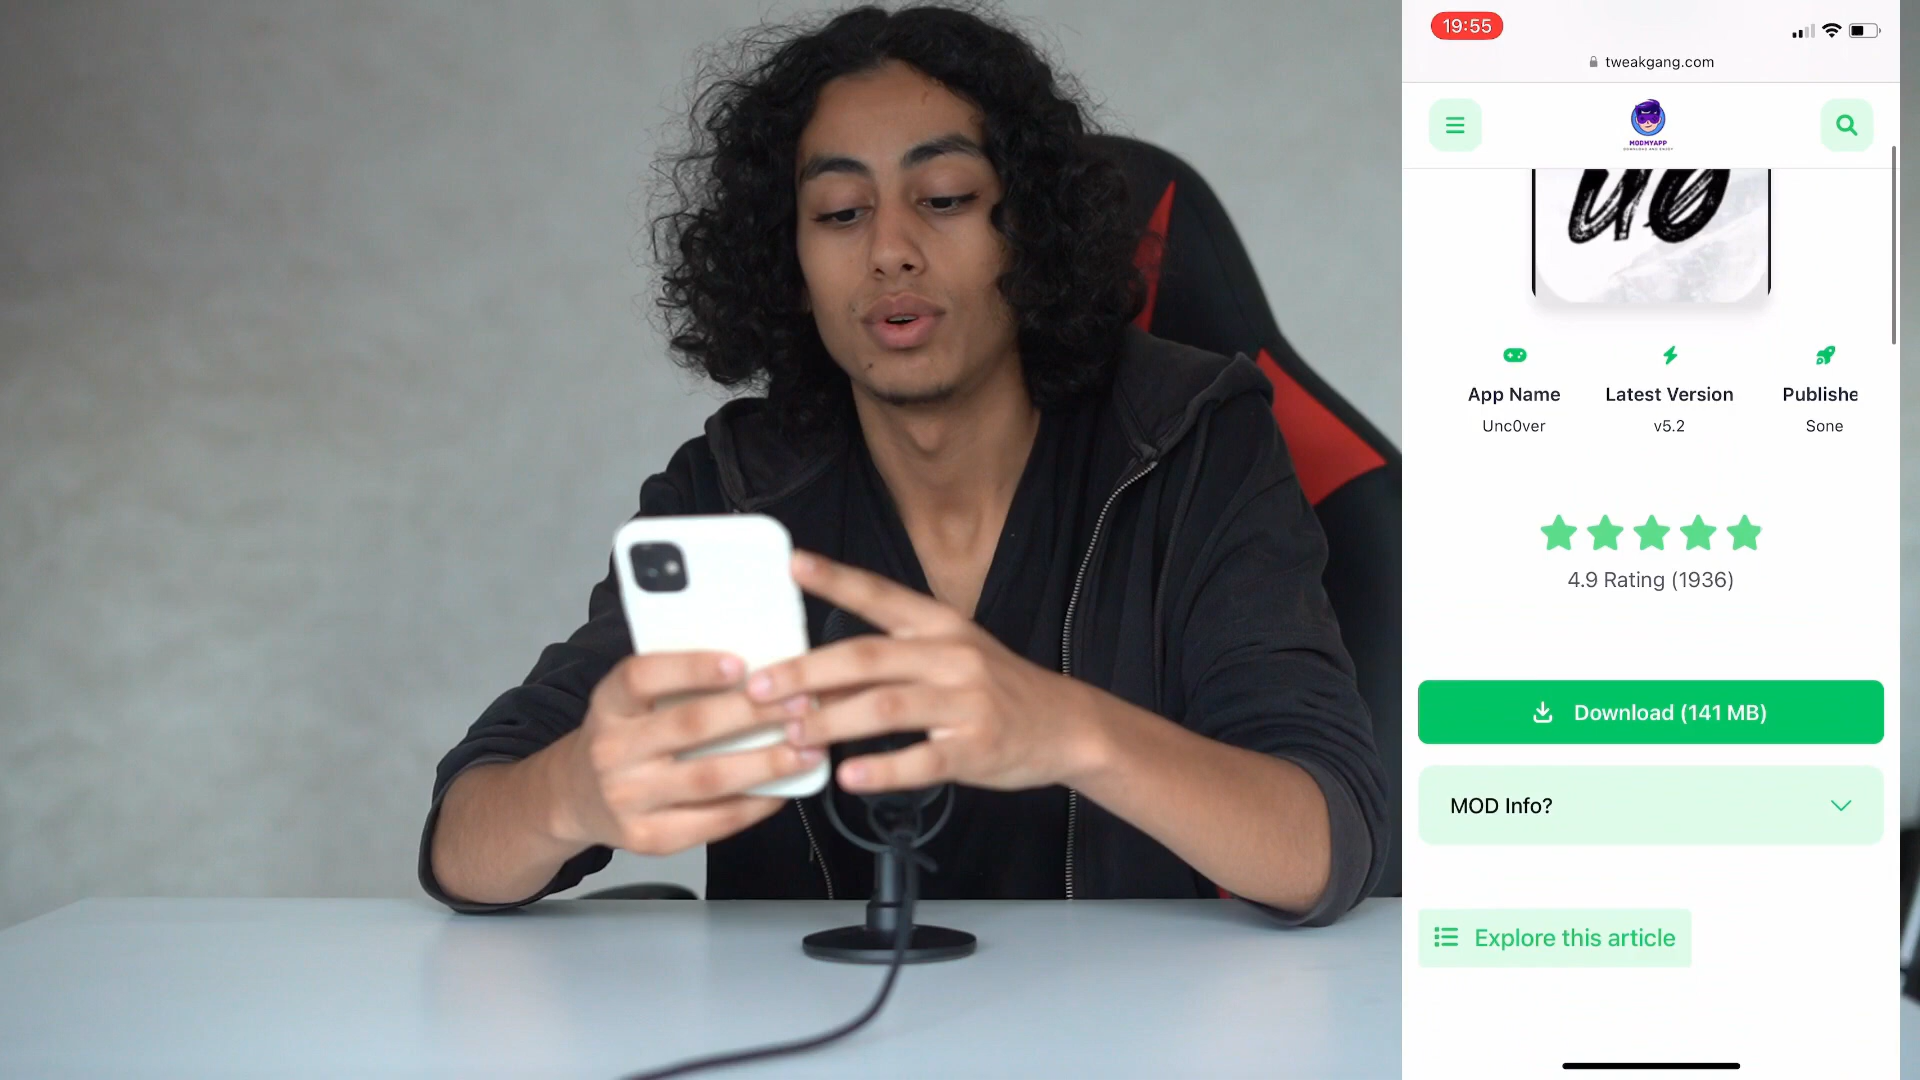 19:55
tweakgang.com
MODMYAPP
App Name
Latest Version
Publishe
Unc0ver
v5.2
Sone
4.9 Rating (1936)
Download (141 MB)
MOD Info?
Explore this article